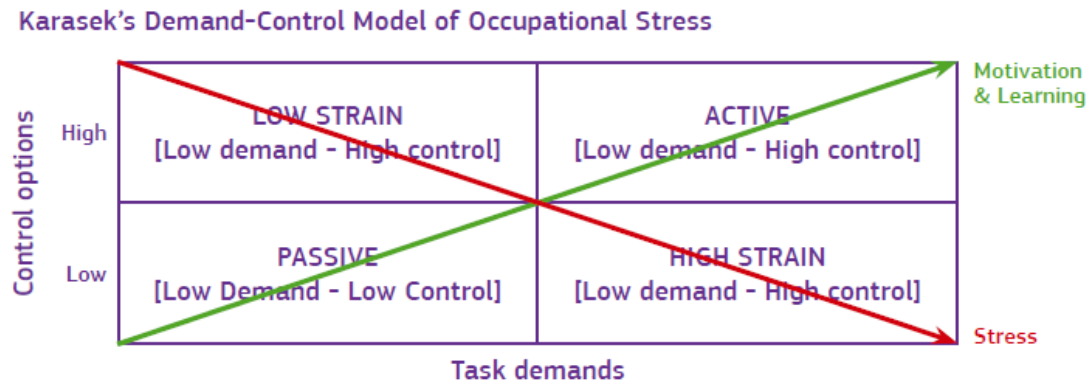 Karasek's Demand-Control Model of Occupational Stress
Motivation
& Learning
Control options
High
LOW STRAIN
[Low demand - High control]
ACTIVE
[Low demand - High control]
Low
PASSIVE
[Low Demand - Low Control]
HIGH STRAIN
[Low demand - High control]
Stress
Task demands